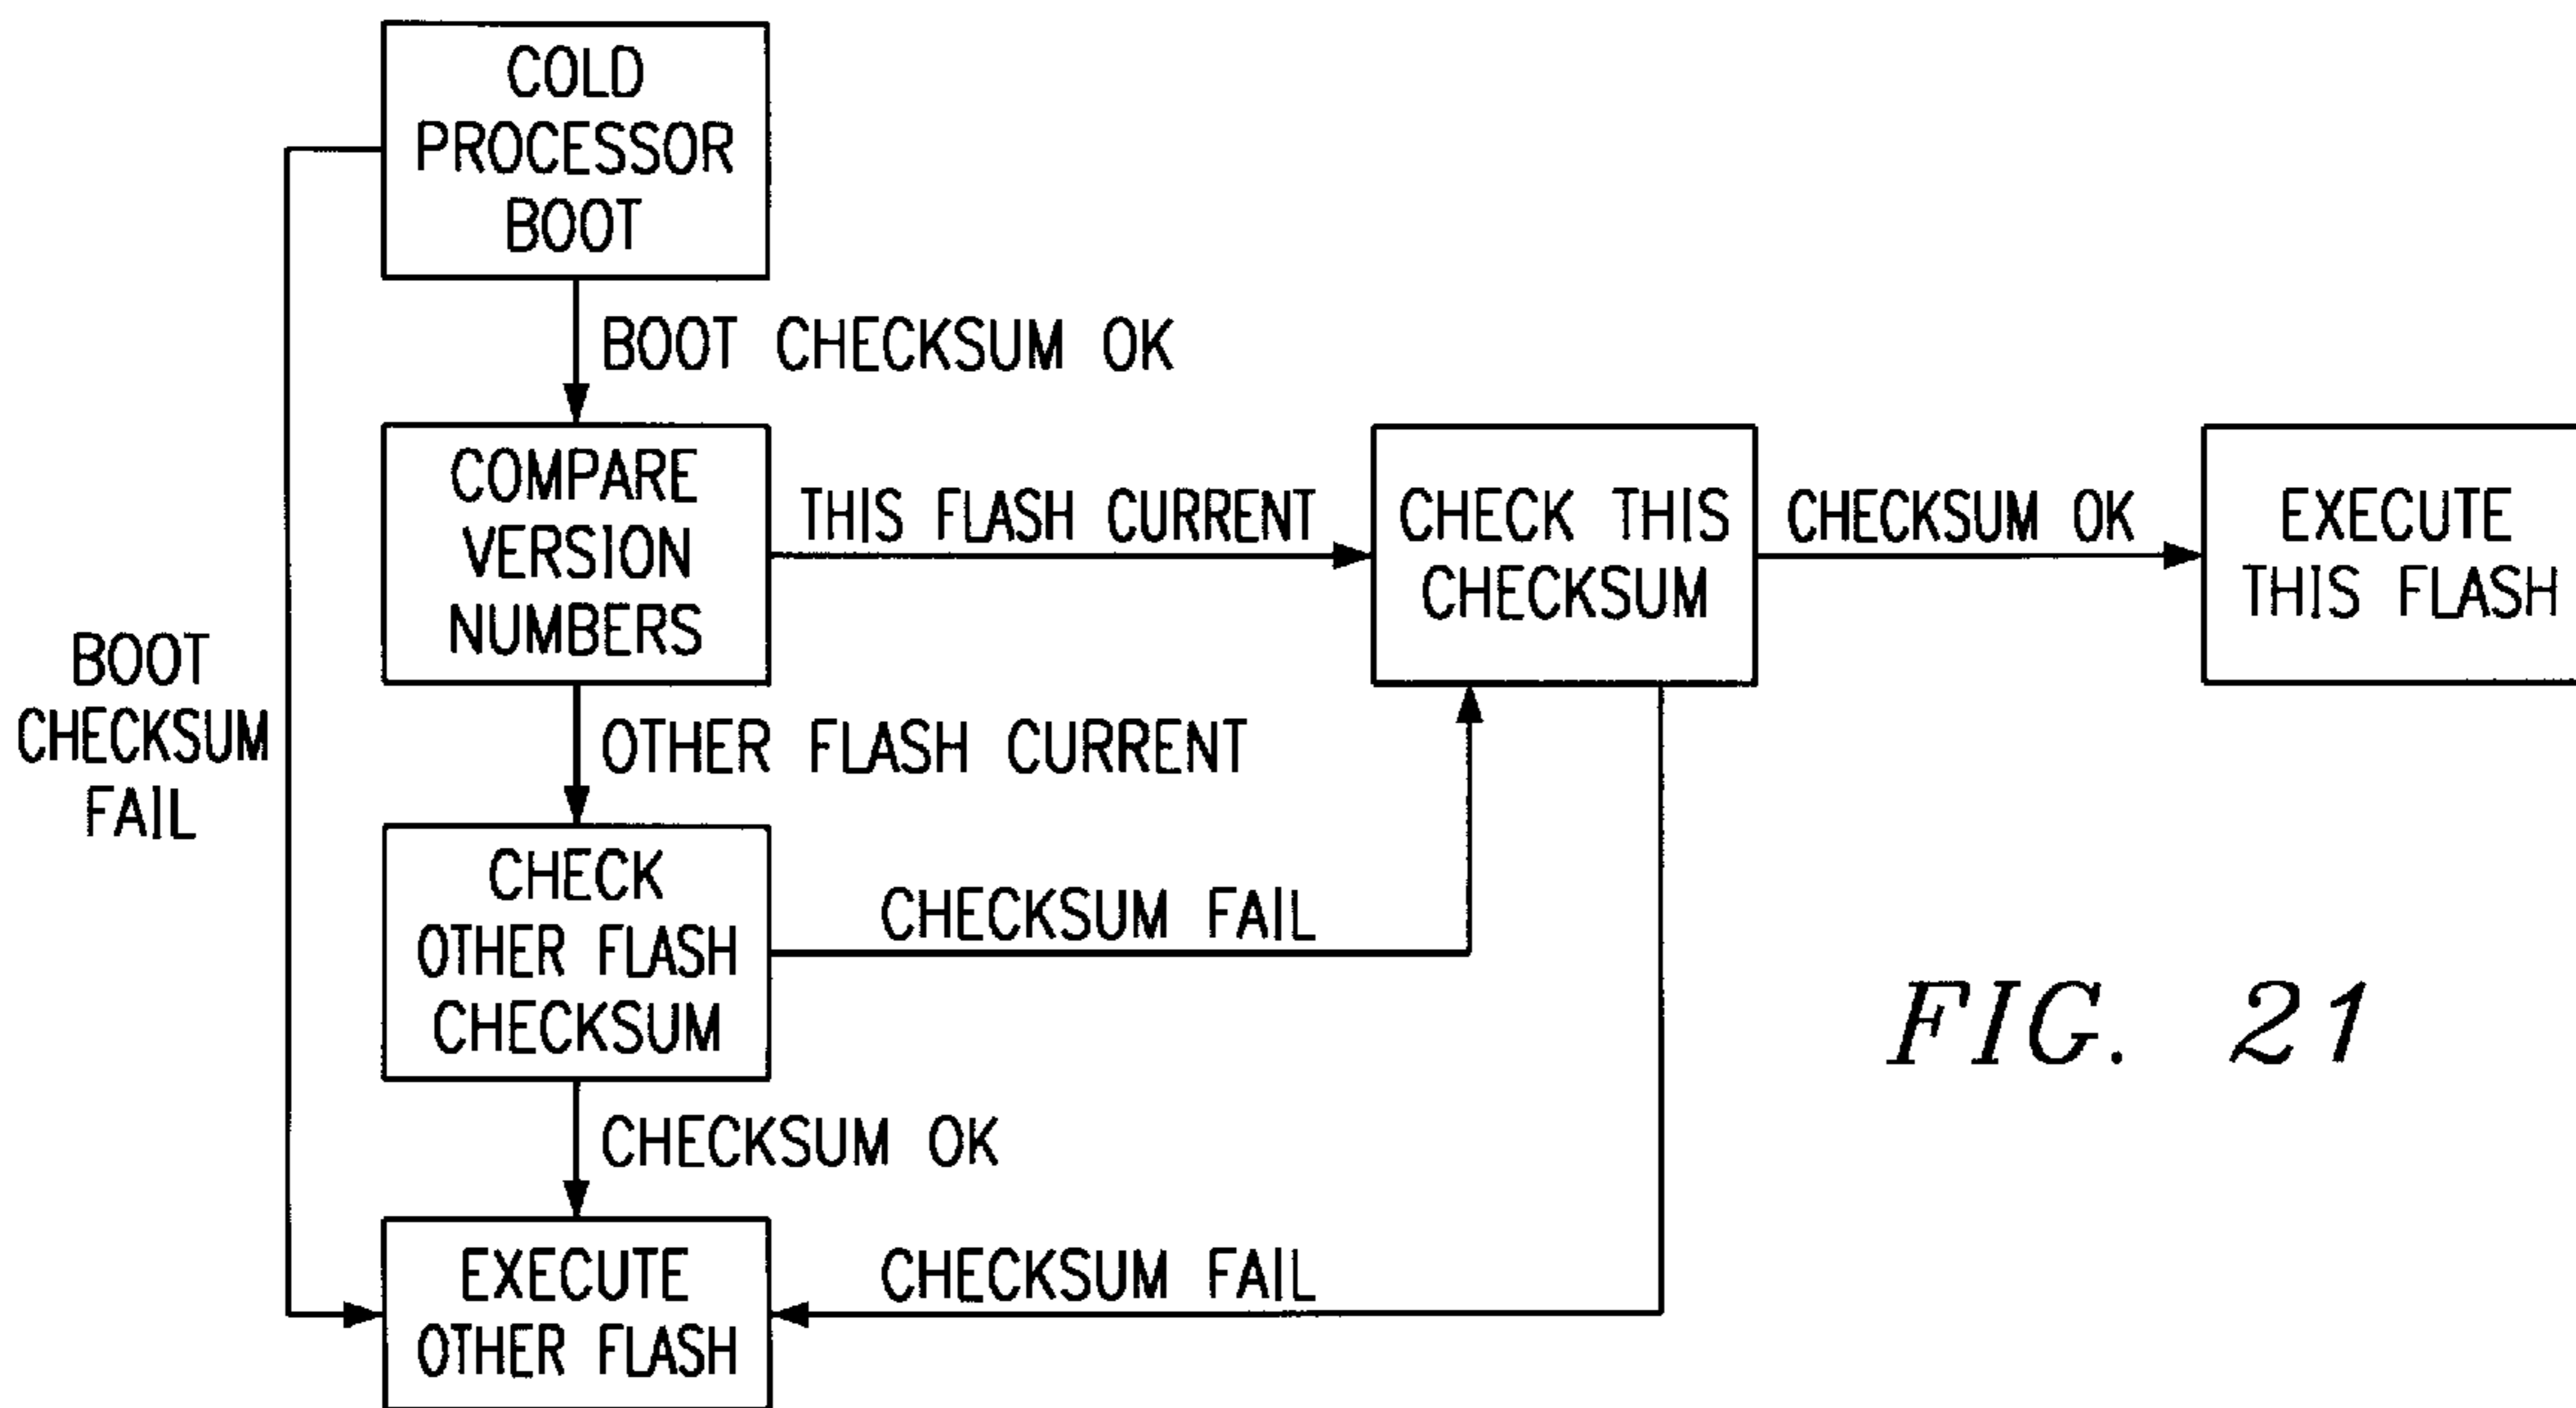 COLD
PROCESSOR
BOOT
BOOT CHECKSUM OK
COMPARE
VERSION
NUMBERS
THIS FLASH CURRENT
CHECK THIS
CHECKSUM
CHECKSUM OK
EXECUTE
THIS FLASH
BOOT
CHECKSUM
FAIL
OTHER FLASH CURRENT
CHECK
OTHER FLASH
CHECKSUM
CHECKSUM FAIL
FIG. 21
CHECKSUM OK
EXECUTE
OTHER FLASH
CHECKSUM FAIL